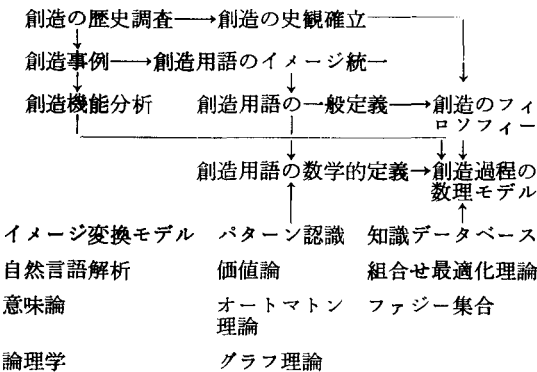 創造の歴史調査→創造の史観確立
創造事例→創造用語のイメージ統一
創造機能分析 創造用語の一般定義→創造のフィ
ロソフィー
創造用語の数学的定義→創造過程の
数理モデル
イメージ変換モデル パターン認識 知識データベース
自然言語解析 価値論 組合せ最適化理論
意味論 オートマトン ファジー集合
理論
論理学 グラフ理論